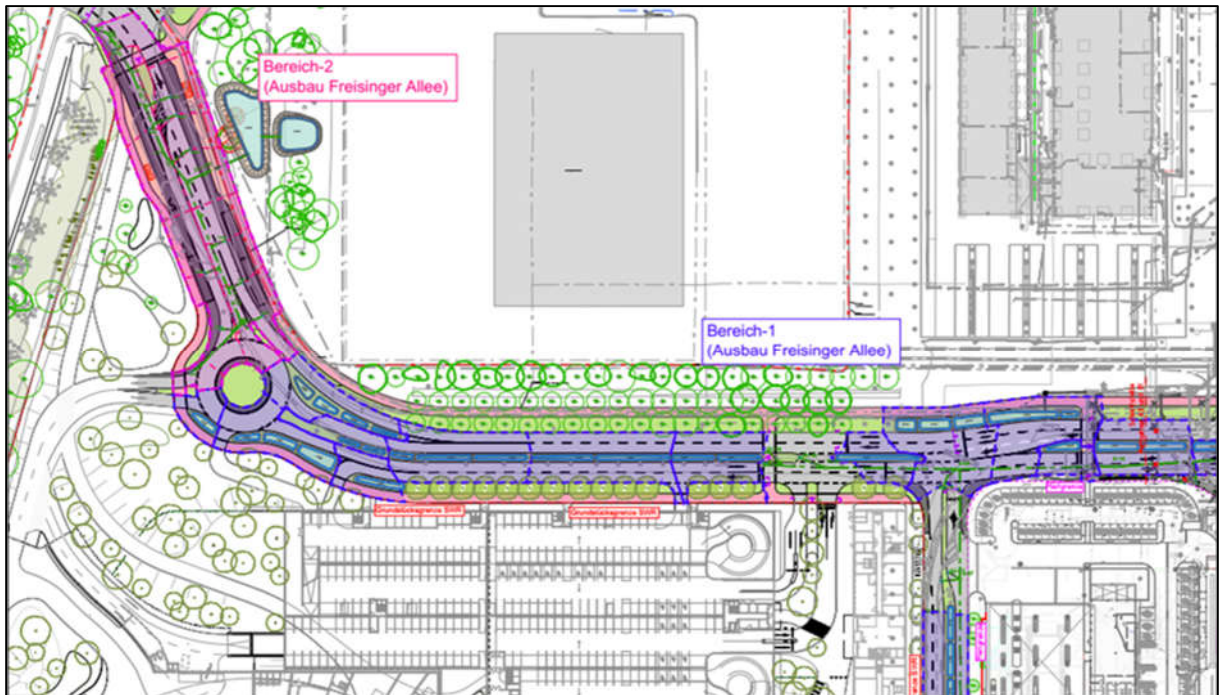 Bereich-2
(Ausbau Freisinger Allee)
Bereich-1
(Ausbau Freisinger Allee)
Grundstücksgrenze SWR
Grundstücksgrenze SWR